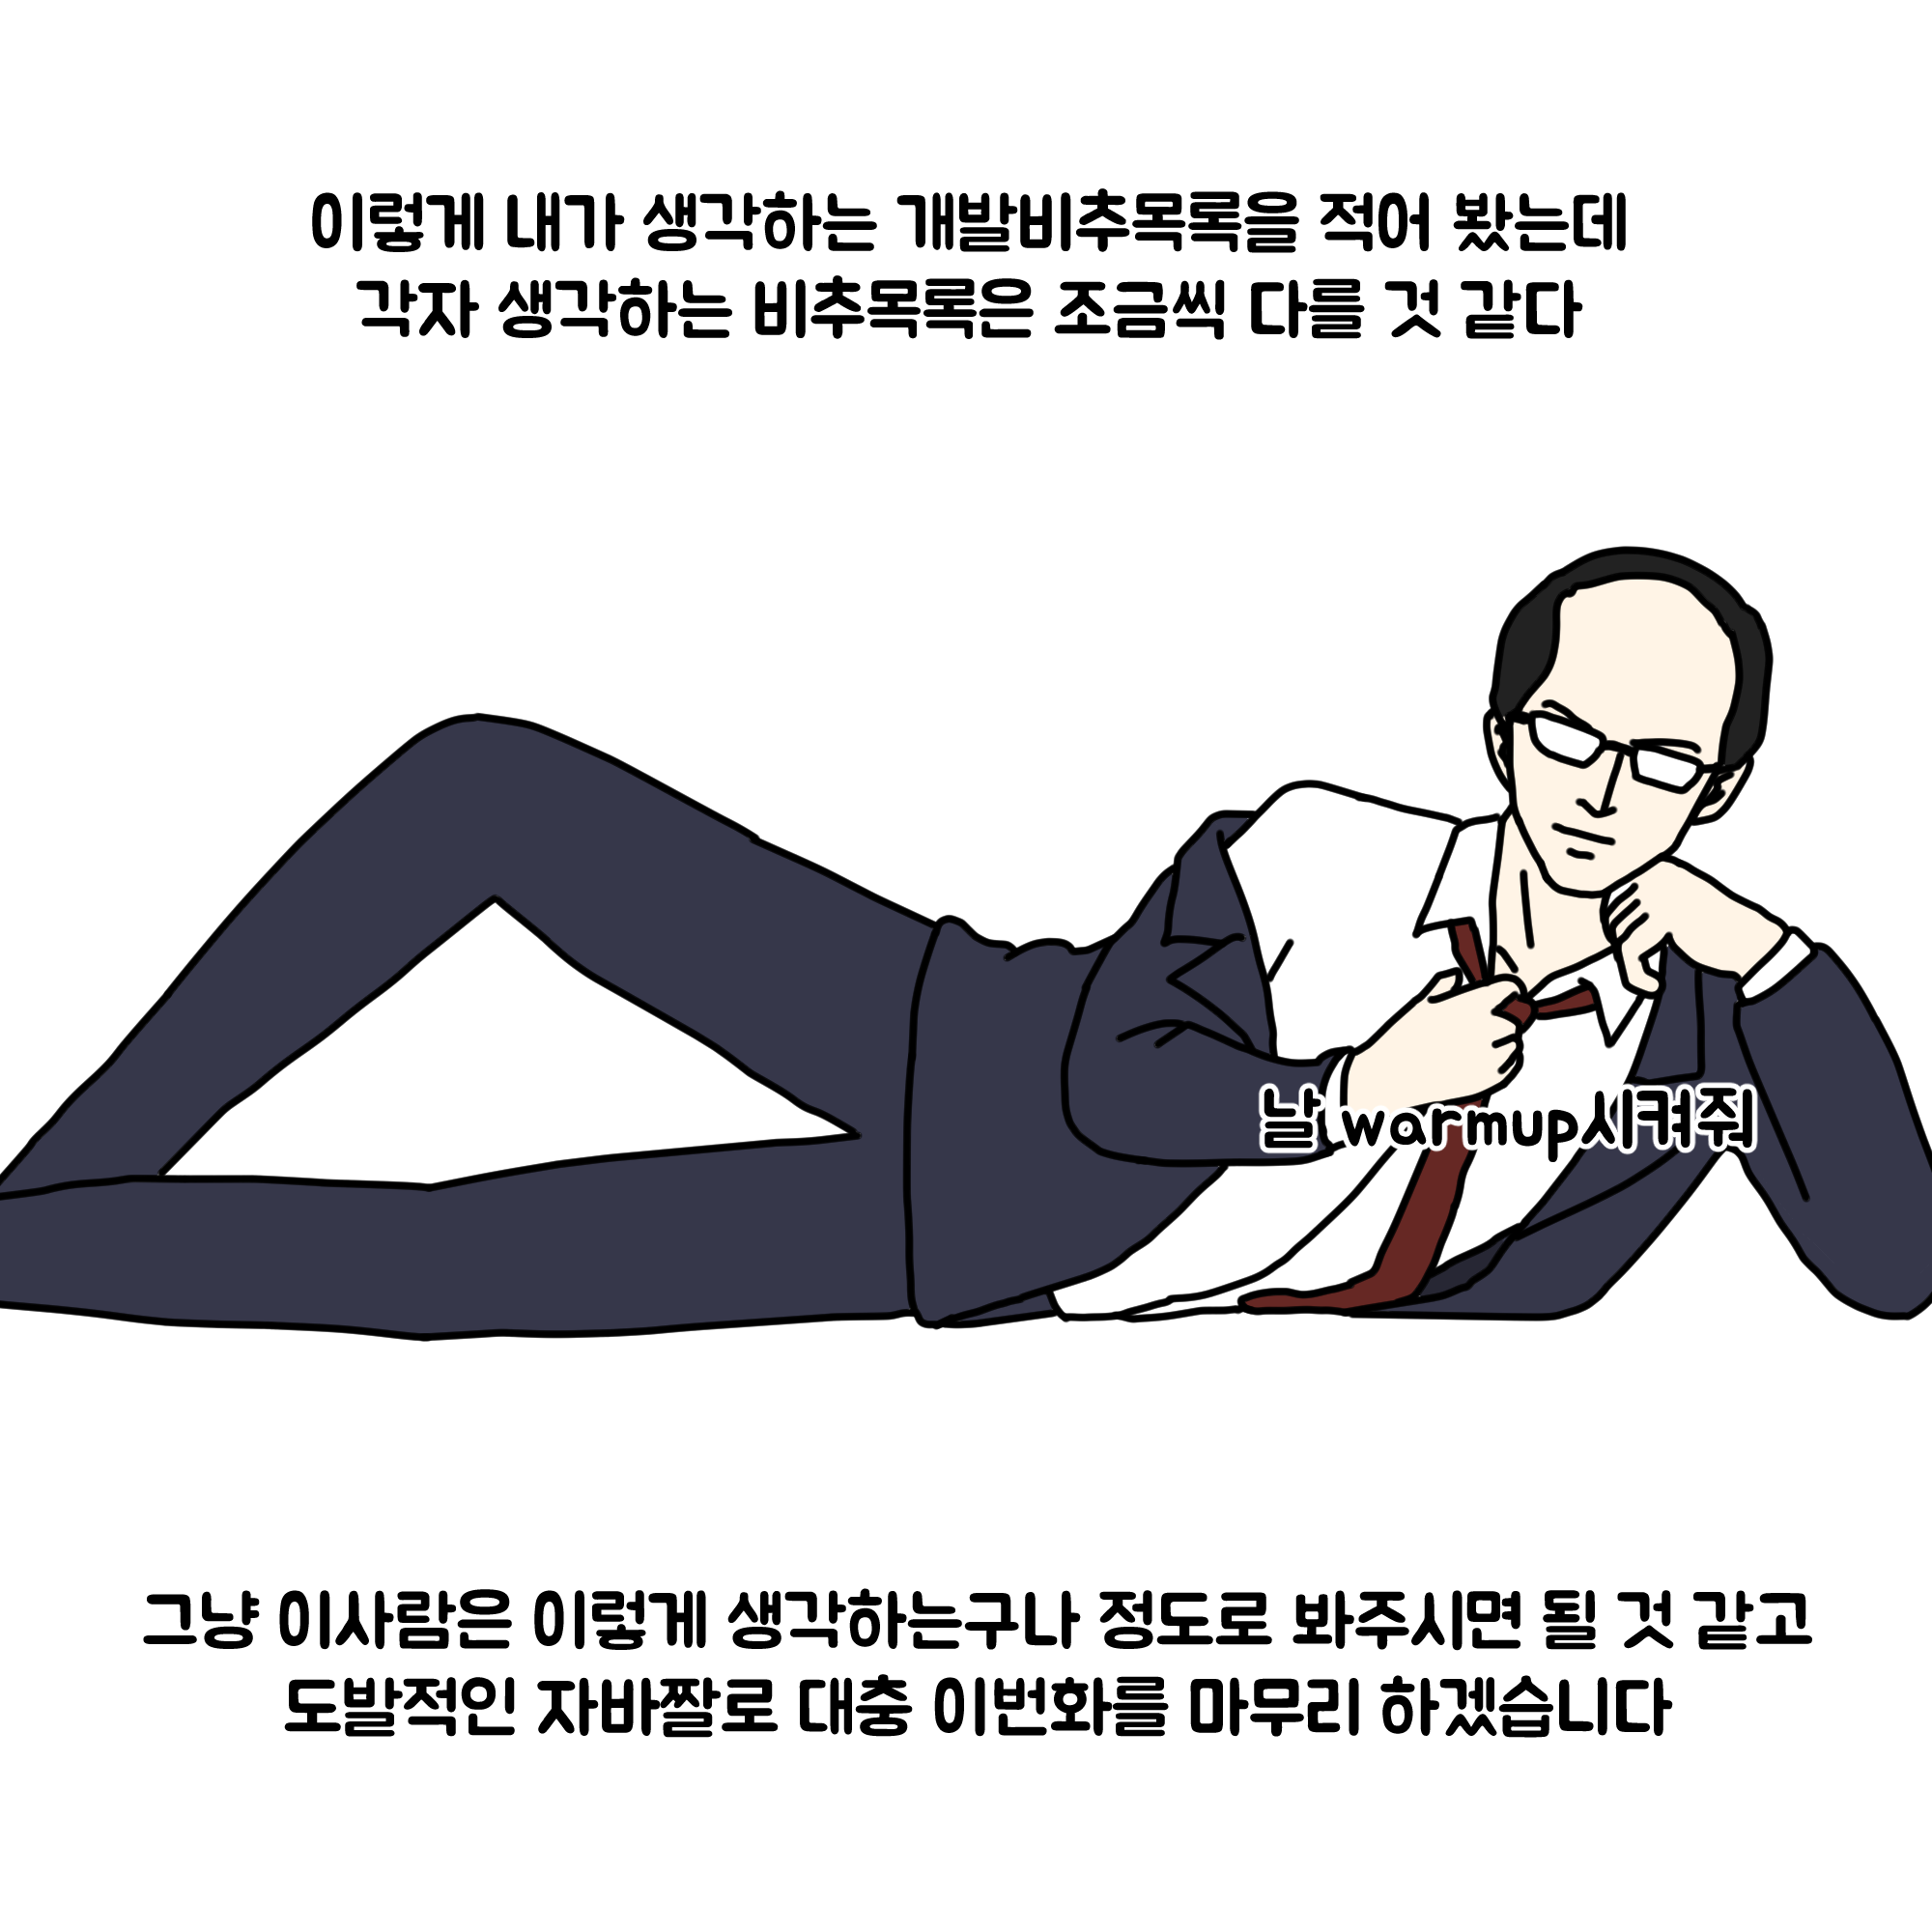 이렇게 내가 생각하는 개발비추목록을 적어 봤는데
각자 생각하는 비추목록은 조금씩 다를 것 같다
날 warmup시켜줘
그냥 이사람은 이렇게 생각하는구나 정도로 봐주시면 될 것 같고
도발적인 자바짤로 대충 이번화를 마무리 하겠습니다